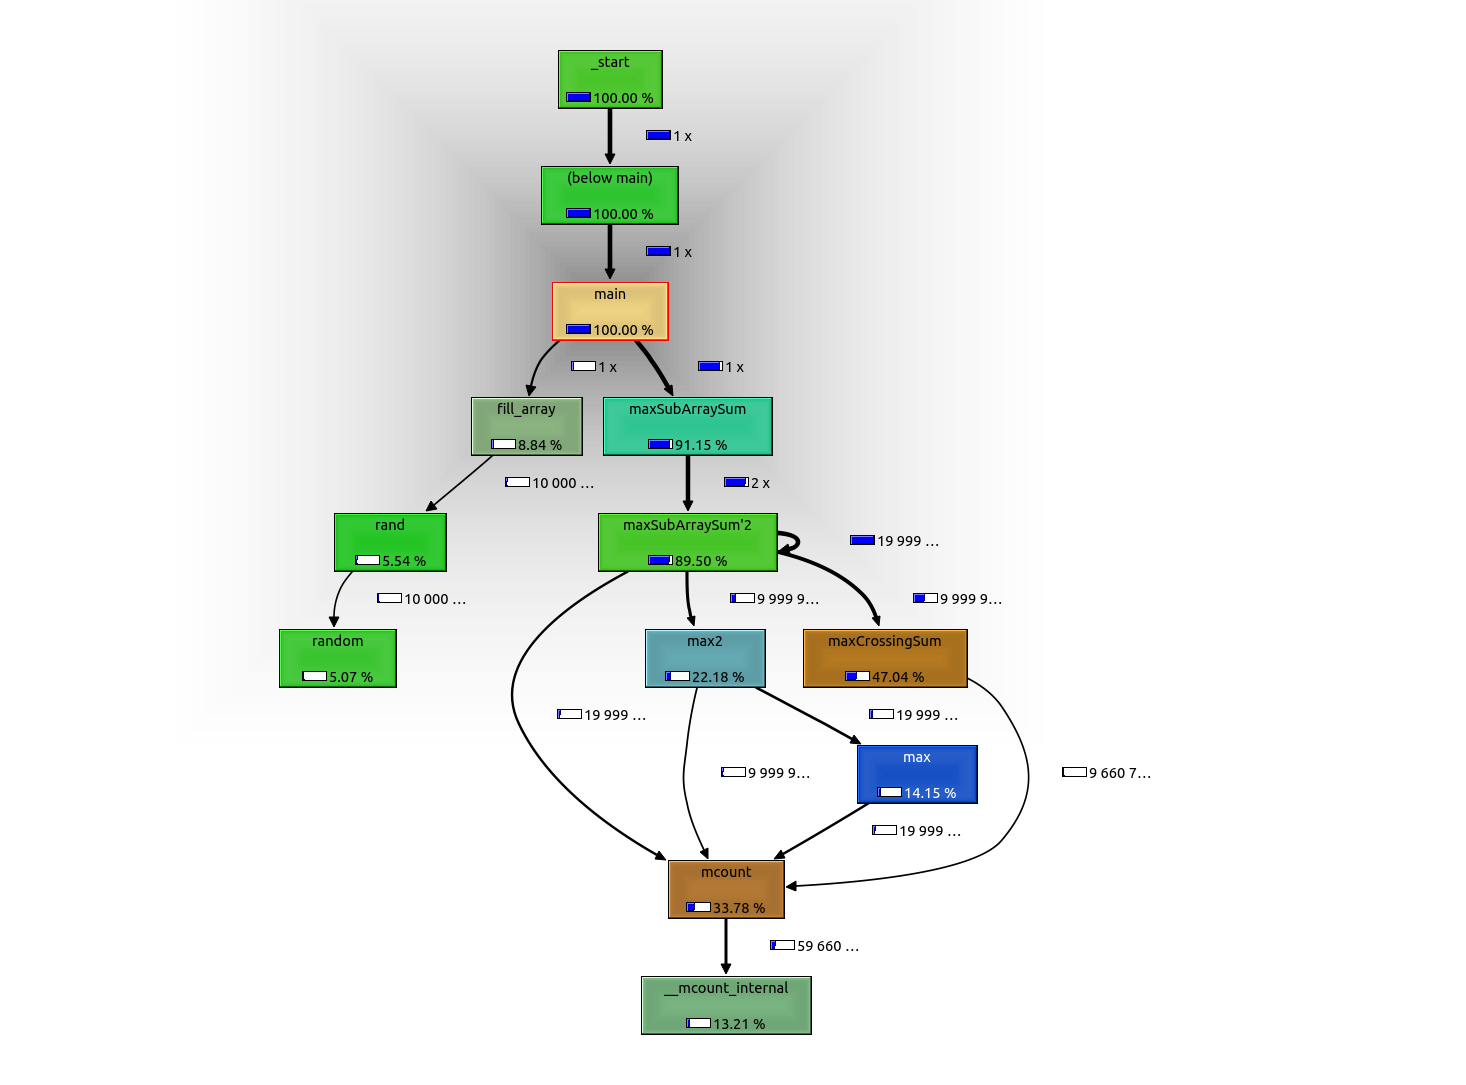 _start
100.00 %
1 x
(below main)
100.00 %
1 x
main
100.00 %
1 x
1 x
fill_array
8.84 %
maxSubArraySum
91.15 %
10 000 ...
2 x
rand
5.54 %
maxSubArraySum'2
89.50 %
19 999 ...
10 000 ...
9 999 9...
9 999 9...
random
5.07 %
max2
22.18 %
maxCrossingSum
47.04 %
19 999 ...
19 999 ...
max
14.15 %
9 999 9...
9 660 7...
19 999 ...
mcount
33.78 %
59 660 ...
__mcount_internal
13.21 %